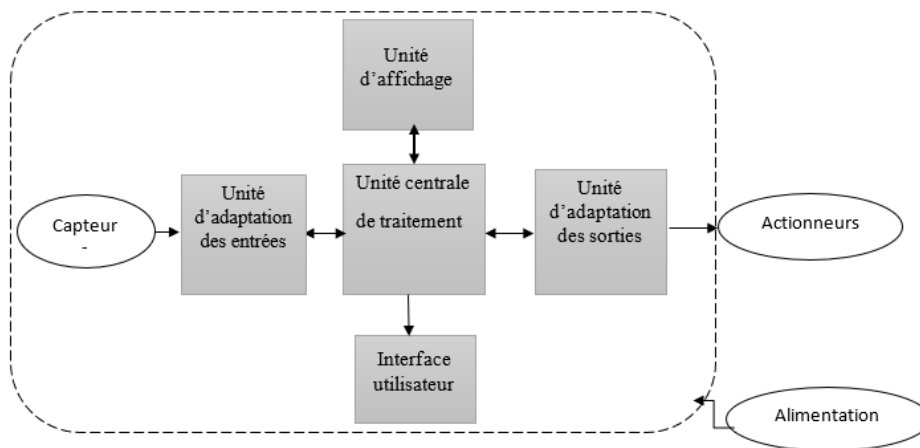 Unité
d'affichage
Capteur
-
Unité
d'adaptation
des entrées
Unité centrale
de traitement
Unité
d'adaptation
des sorties
Actionneurs
Interface
utilisateur
Alimentation